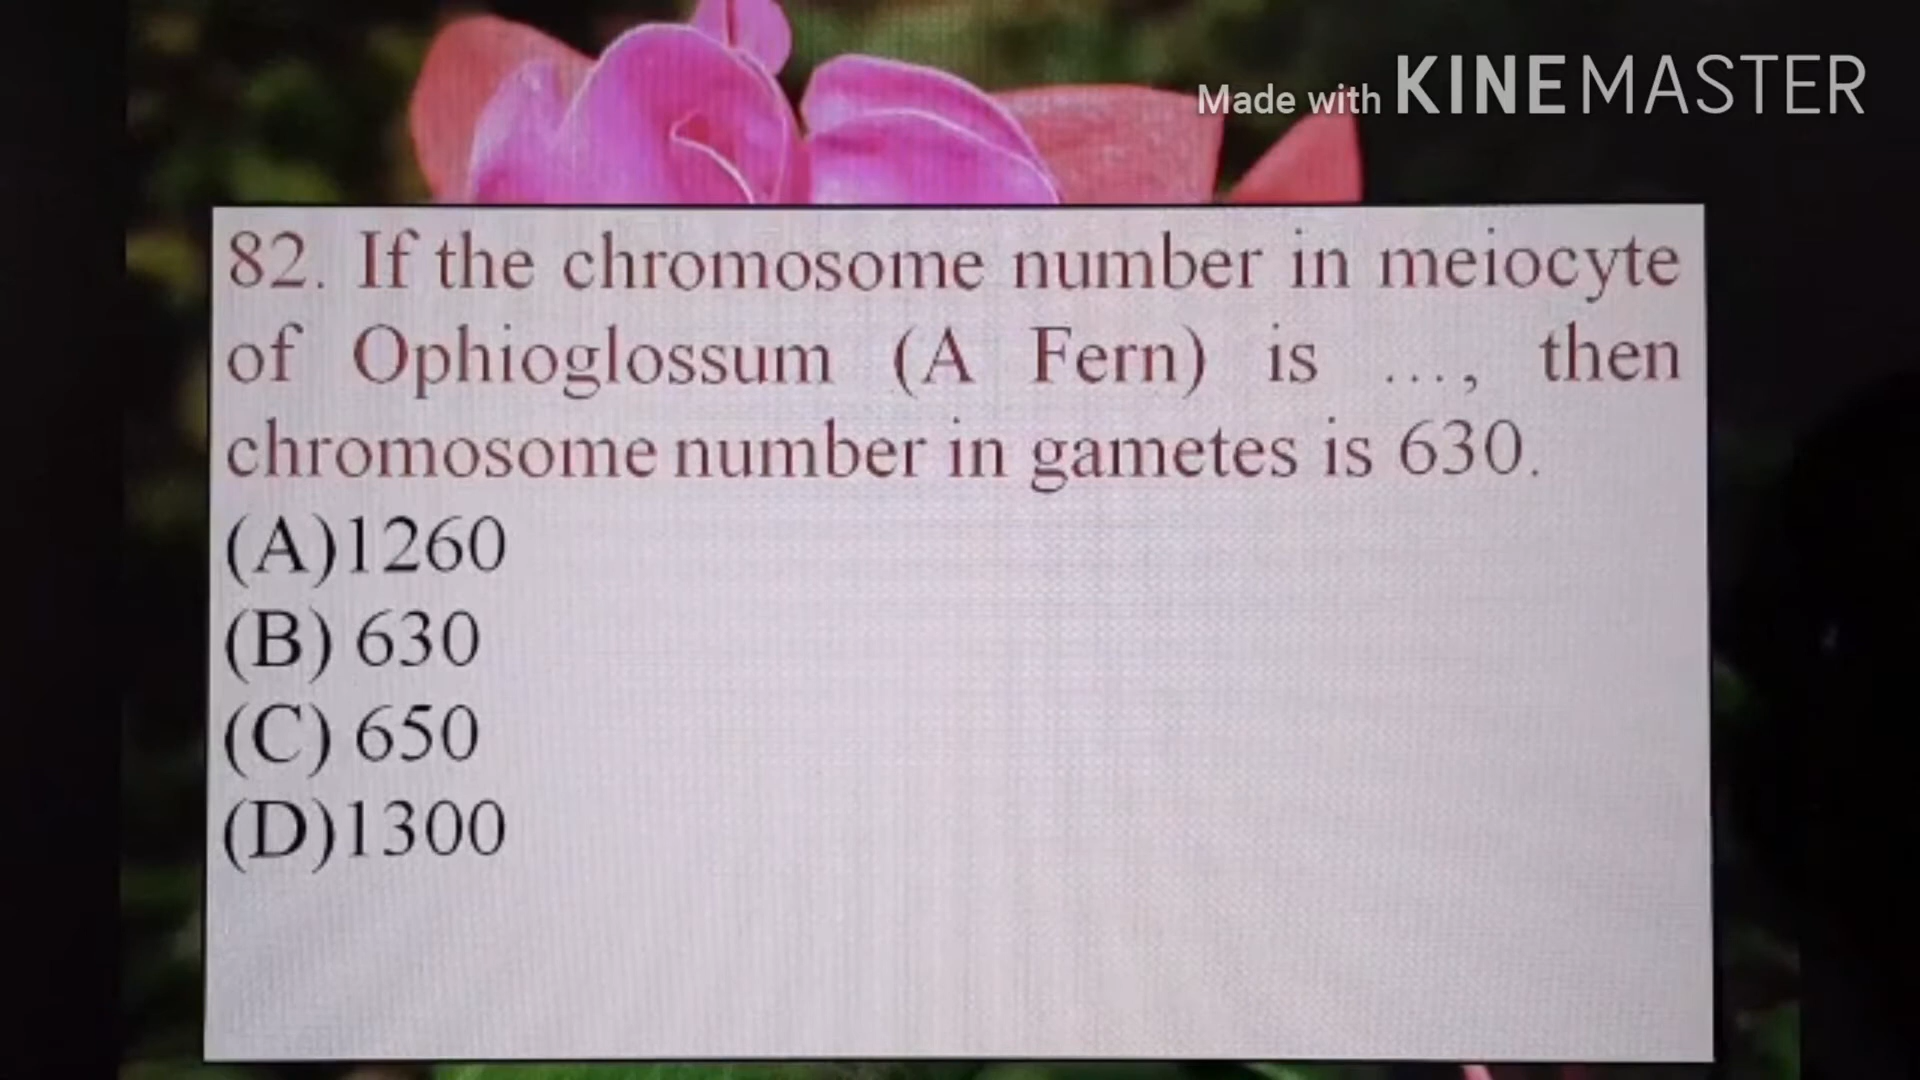 Made with KINEMASTER
82. If the chromosome number in meiocyte
of Ophioglossum (A Fern) is ..., then
chromosome number in gametes is 630.
(A)1260
(B) 630
(C) 650
(D)1300